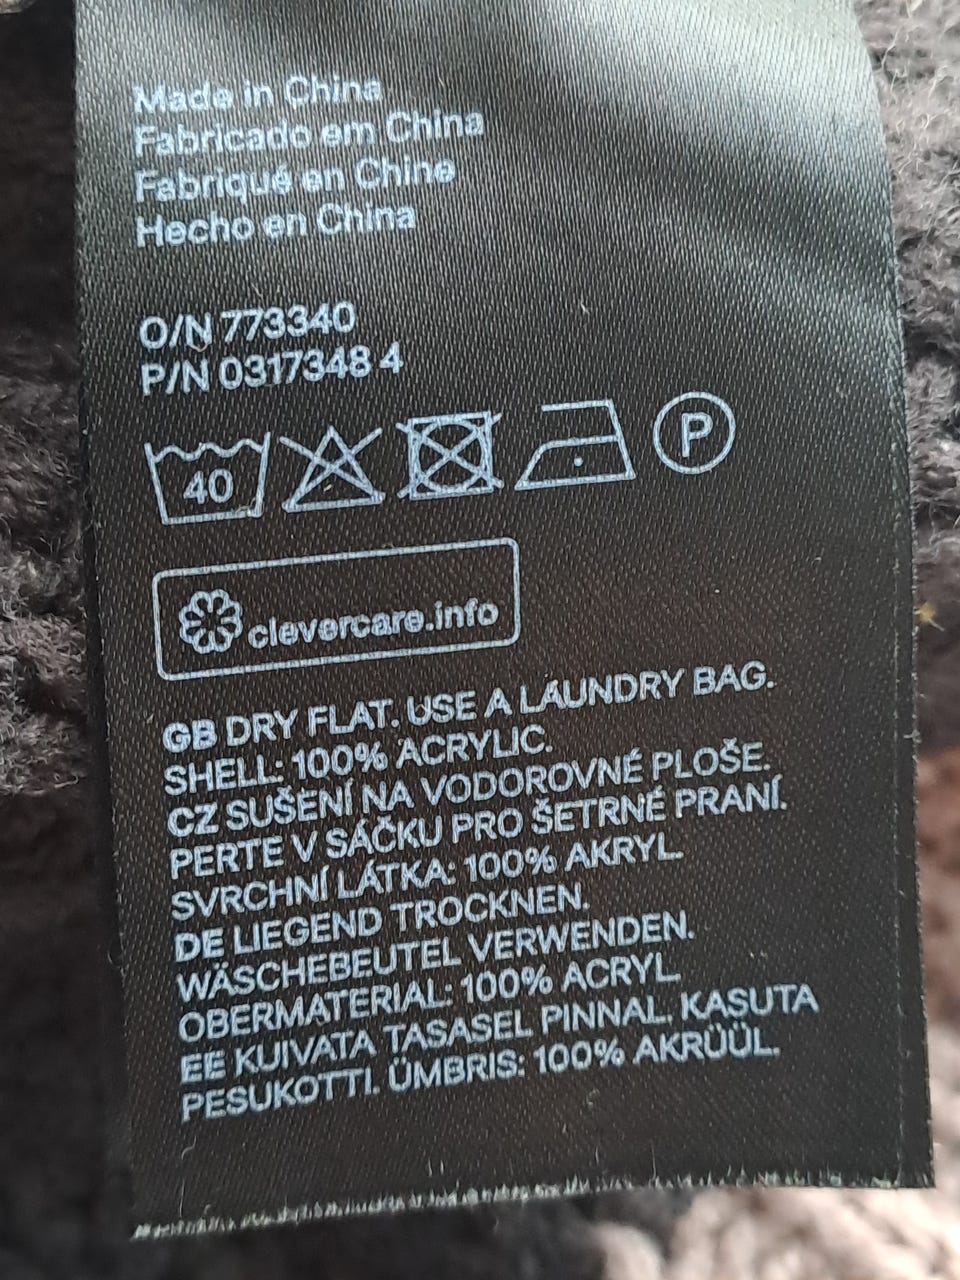 Made in China
Fabricado em China
Fabriqué en Chine
Hecho en China
O/N 773340
P/N 0317348 4
40 P
clevercare.info
GB DRY FLAT. USE A LAUNDRY BAG.
SHELL: 100% ACRYLIC.
CZ SUŠENÍ NA VODOROVNÉ PLOŠE.
PERTE V SÁČKU PRO ŠETRNÉ PRANÍ.
SVRCHNÍ LÁTKA: 100% AKRYL.
DE LIEGEND TROCKNEN.
WÄSCHEBEUTEL VERWENDEN.
OBERMATERIAL: 100% ACRYL.
EE KUIVATA TASASEL PINNAL. KASUTA
PESUKOTTI. ÜMBRIS: 100% AKRÜÜL.